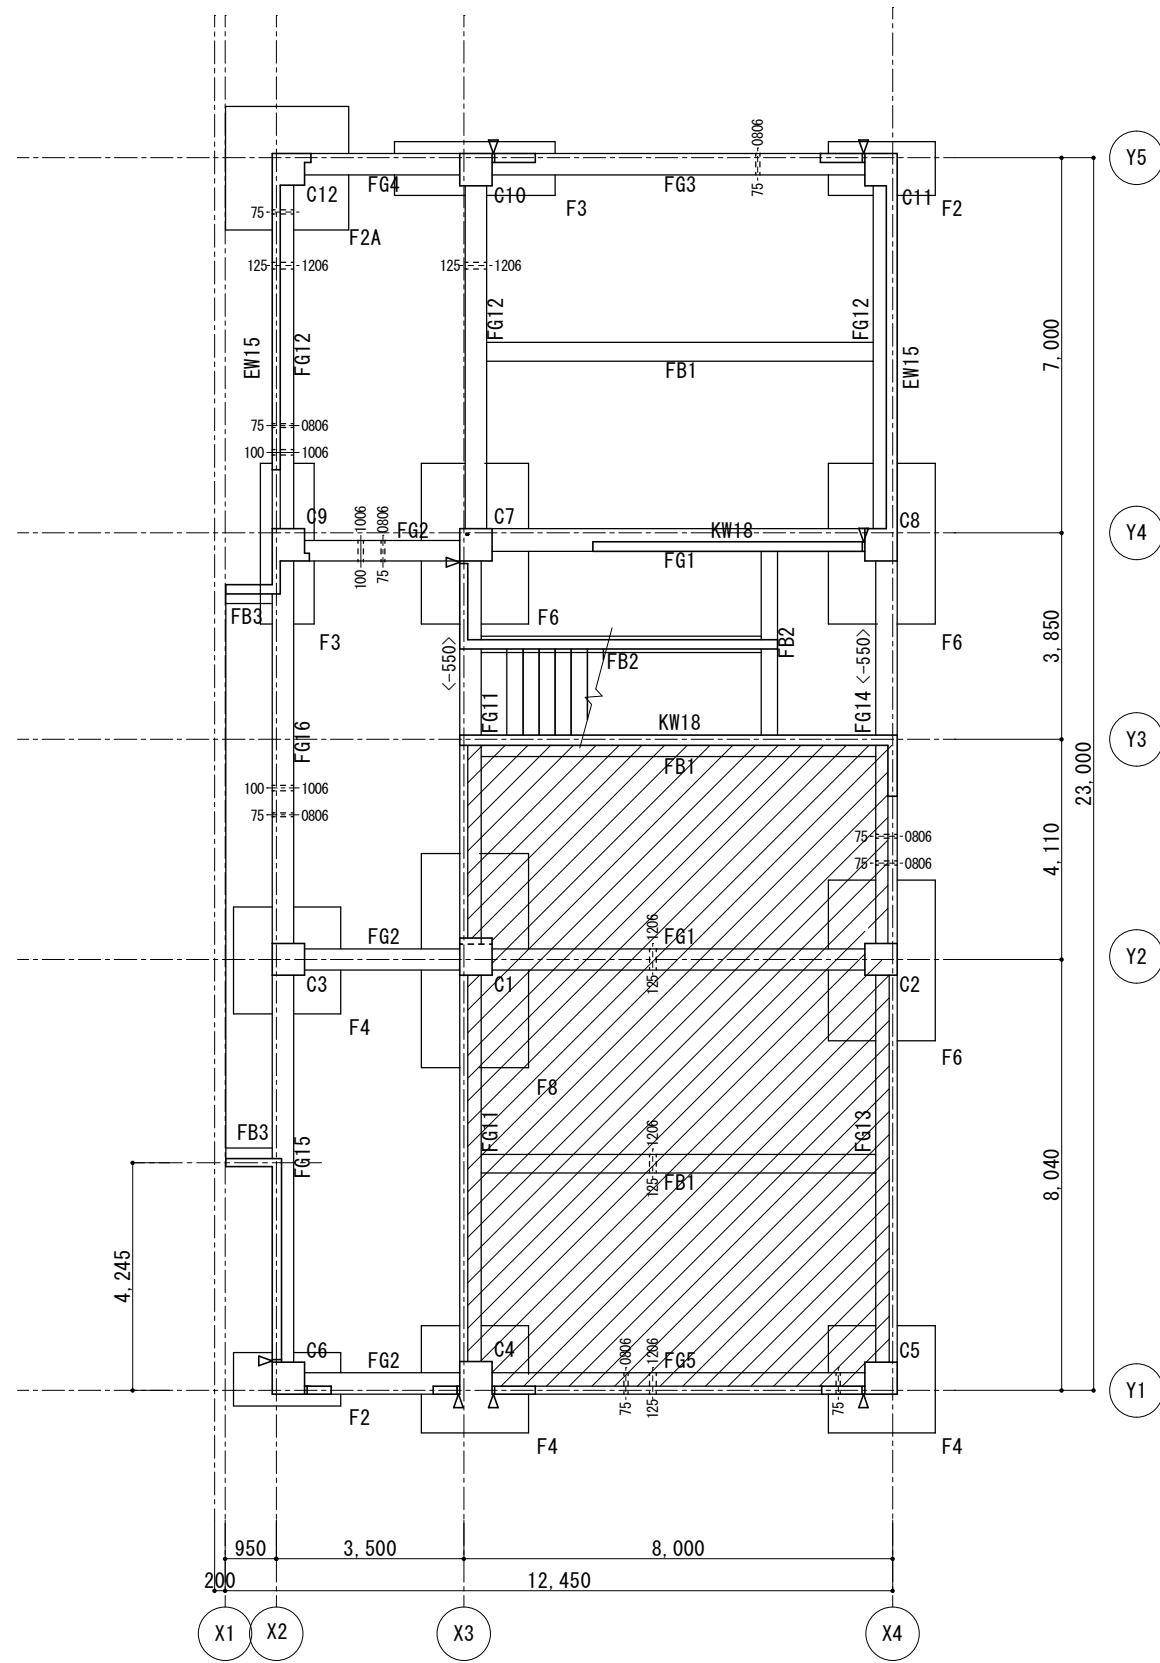 0806
75
Y5
C12
FG4
C10
FG3
C11
F3
F2
75
F2A
125
1206
125
1206
FG12
FG12
EW15
FG12
FB1
EW15
7,000
75
0806
100
1006
C9
1006
0806
FG2
C7
KW18
C8
Y4
100
75
FG1
FB3
F3
F6
<-550>
FB2
FB2
<-550>
F6
3,850
FG16
FG11
KW18
FG14
Y3
FB1
23,000
100
1006
75
0806
75
0806
75
0806
4,110
FG2
1206
FG1
C3
C1
125
C2
Y2
F4
F6
F8
FB3
FG15
FG11
1206
FG13
125
FB1
8,040
4,245
C6
FG2
C4
0806
1206
FG5
C5
75
125
75
Y1
F2
F4
F4
950
3,500
8,000
200
12,450
X1
X2
X3
X4